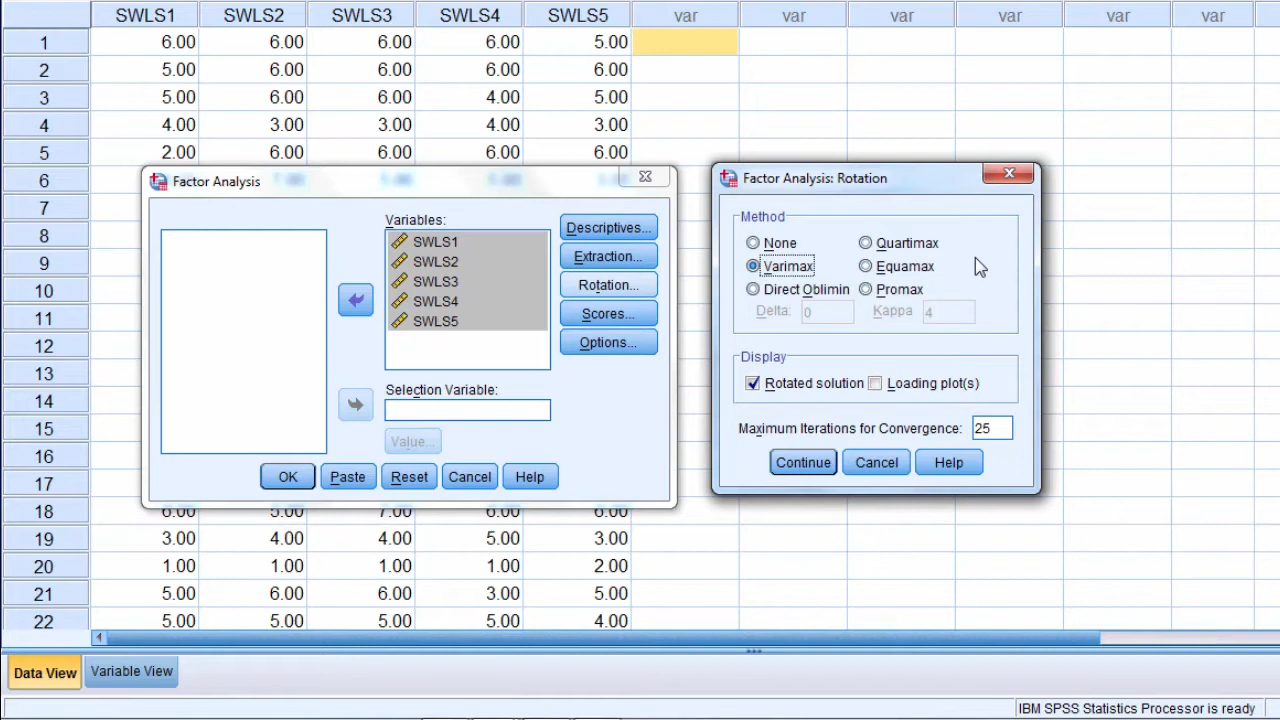 SWLS1 SWLS2 SWLS3 SWLS4 SWLS5 var var var var var var
1 6.00 6.00 6.00 6.00 5.00
2 5.00 6.00 6.00 6.00 6.00
3 5.00 6.00 6.00 4.00 5.00
4 4.00 3.00 3.00 4.00 3.00
5 2.00 6.00 6.00 6.00 6.00
6
7
8
9
10
11
12
13
14
15
16
17
18 6.00 5.00 7.00 6.00 6.00
19 3.00 4.00 4.00 5.00 3.00
20 1.00 1.00 1.00 1.00 2.00
21 5.00 6.00 6.00 3.00 5.00
22 5.00 5.00 5.00 5.00 4.00
Factor Analysis
Variables:
SWLS1
SWLS2
SWLS3
SWLS4
SWLS5
Descriptives...
Extraction...
Rotation...
Scores...
Options...
Selection Variable:
Value...
OK Paste Reset Cancel Help
Factor Analysis: Rotation
Method
None Quartimax
Varimax Equamax
Direct Oblimin Promax
Delta: 0 Kappa 4
Display
Rotated solution Loading plot(s)
Maximum Iterations for Convergence: 25
Continue Cancel Help
Data View Variable View
IBM SPSS Statistics Processor is ready